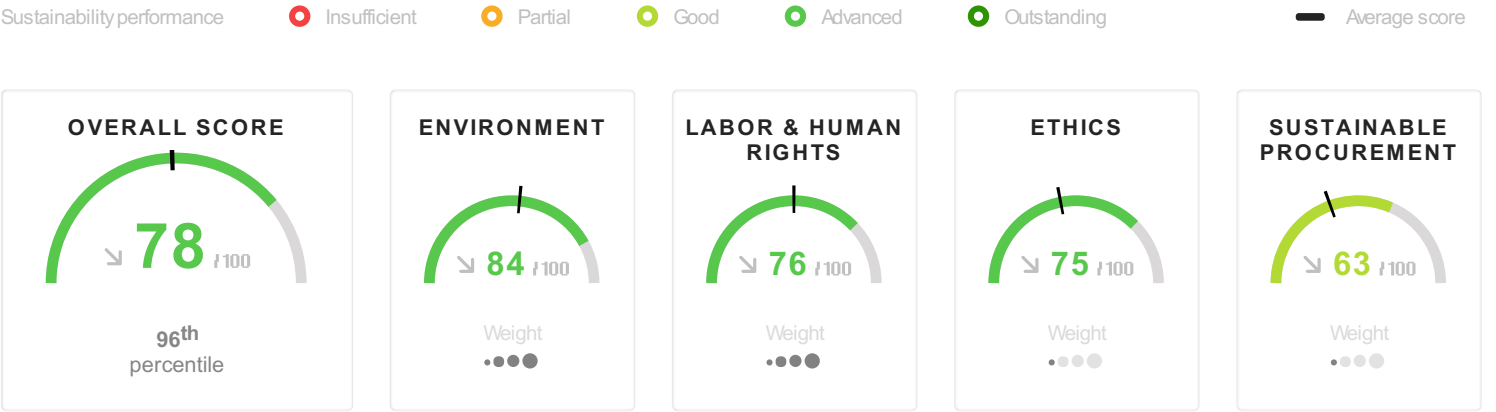 Sustainability performance Insufficient Partial Good Advanced Outstanding Average score
OVERALL SCORE
78 /100
96th
percentile
ENVIRONMENT
84 /100
Weight
LABOR & HUMAN
RIGHTS
76 /100
Weight
ETHICS
75 /100
Weight
SUSTAINABLE
PROCUREMENT
63 /100
Weight